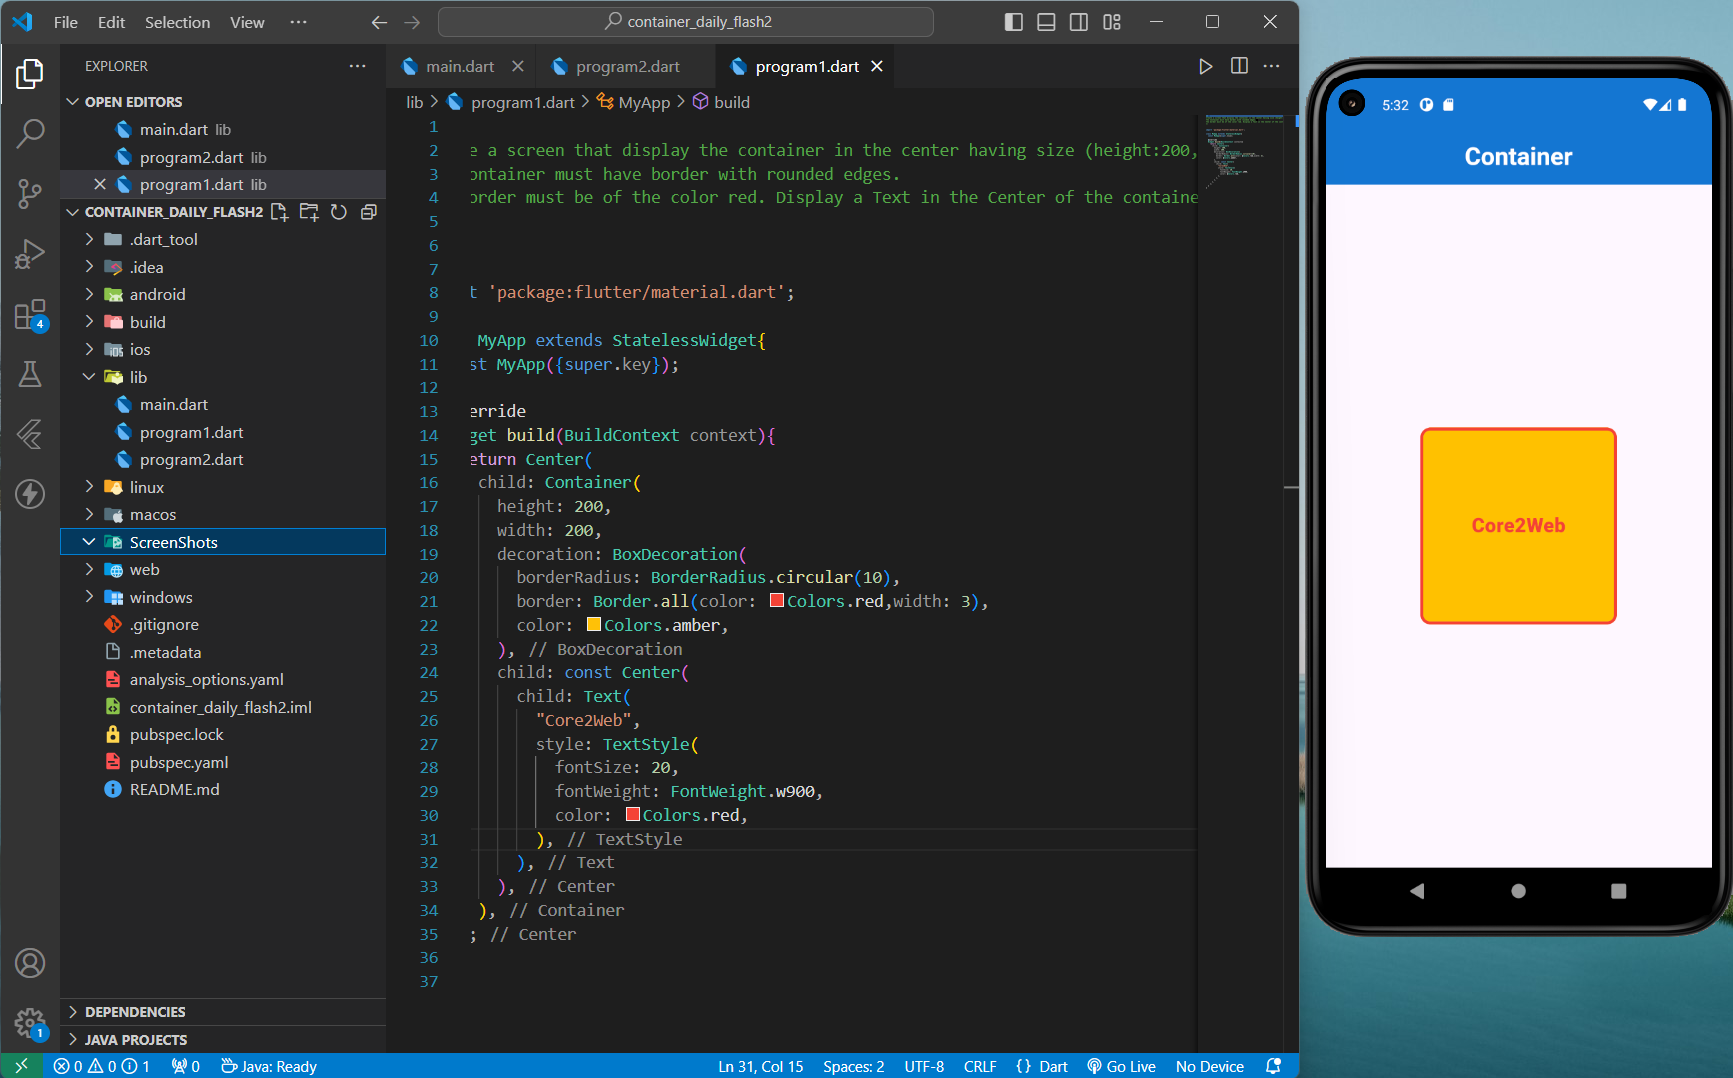 File Edit Selection View ··· container_daily_flash2
EXPLORER
OPEN EDITORS
main.dart lib
program2.dart lib
program1.dart lib
CONTAINER_DAILY_FLASH2
.dart_tool
.idea
android
build
ios
lib
main.dart
program1.dart
program2.dart
linux
macos
ScreenShots
web
windows
.gitignore
.metadata
analysis_options.yaml
container_daily_flash2.iml
pubspec.lock
pubspec.yaml
README.md
DEPENDENCIES
JAVA PROJECTS
4
1
main.dart program2.dart program1.dart
lib > program1.dart > MyApp > build
1
2 e a screen that display the container in the center having size (height:200,
3 ontainer must have border with rounded edges.
4 order must be of the color red. Display a Text in the Center of the containe
5
6
7
8 t 'package:flutter/material.dart';
9
10 MyApp extends StatelessWidget{
11 st MyApp({super.key});
12
13 erride
14 get build(BuildContext context){
15 eturn Center(
16 child: Container(
17 height: 200,
18 width: 200,
19 decoration: BoxDecoration(
20 borderRadius: BorderRadius.circular(10),
21 border: Border.all(color: Colors.red,width: 3),
22 color: Colors.amber,
23 ), // BoxDecoration
24 child: const Center(
25 child: Text(
26 "Core2Web",
27 style: TextStyle(
28 fontSize: 20,
29 fontWeight: FontWeight.w900,
30 color: Colors.red,
31 ), // TextStyle
32 ), // Text
33 ), // Center
34 ), // Container
35 ; // Center
36
37
0 0 1 0 Java: Ready Ln 31, Col 15 Spaces: 2 UTF-8 CRLF {} Dart Go Live No Device
5:32
Container
Core2Web